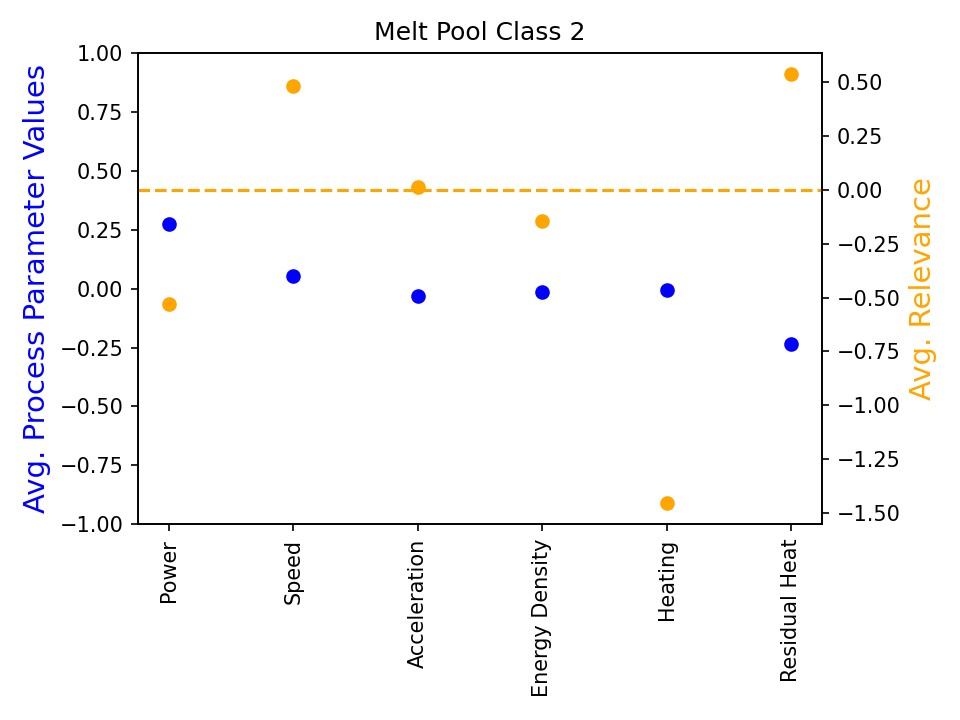 Melt Pool Class 2
Avg. Process Parameter Values
1.00
0.75
0.50
0.25
0.00
−0.25
−0.50
−0.75
−1.00
Power
Speed
Acceleration
Energy Density
Heating
Residual Heat
0.50
0.25
0.00
−0.25
−0.50
−0.75
−1.00
−1.25
−1.50
Avg. Relevance